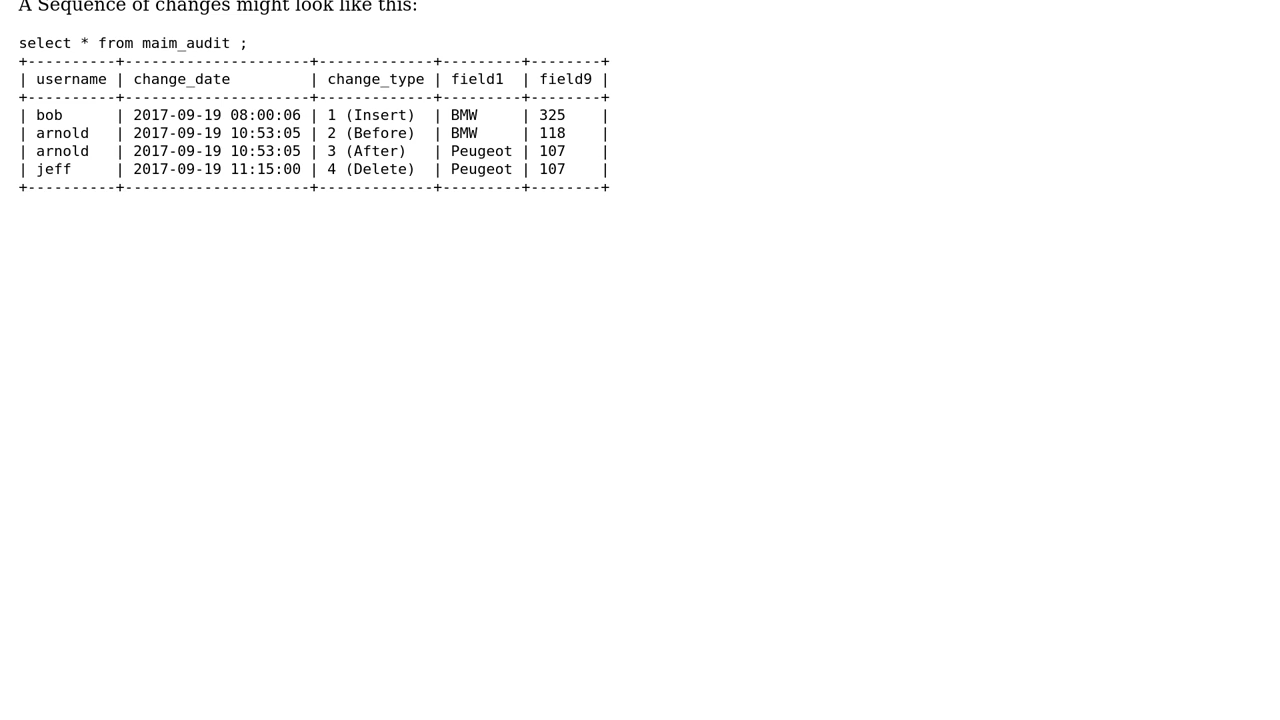 A Sequence of changes might look like this:
select * from maim_audit ;
+----------+---------------------+-------------+---------+--------+
| username | change_date         | change_type | field1  | field9 |
+----------+---------------------+-------------+---------+--------+
| bob      | 2017-09-19 08:00:06 | 1 (Insert)  | BMW     | 325    |
| arnold   | 2017-09-19 10:53:05 | 2 (Before)  | BMW     | 118    |
| arnold   | 2017-09-19 10:53:05 | 3 (After)   | Peugeot | 107    |
| jeff     | 2017-09-19 11:15:00 | 4 (Delete)  | Peugeot | 107    |
+----------+---------------------+-------------+---------+--------+